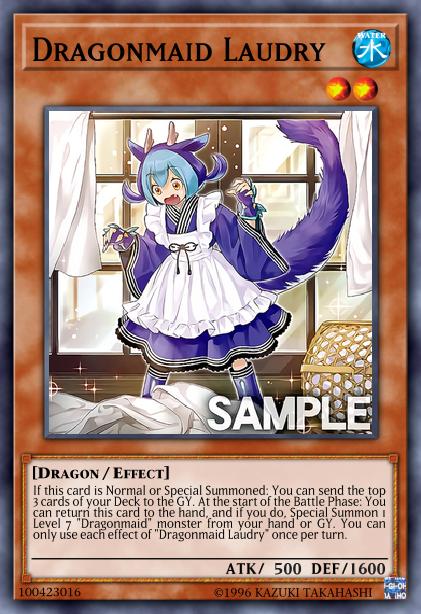 DRAGONMAID LAUDRY
WATER
水
SAMPLE
[DRAGON / EFFECT]
If this card is Normal or Special Summoned: You can send the top
3 cards of your Deck to the GY. At the start of the Battle Phase: You
can return this card to the hand, and if you do, Special Summon 1
Level 7 "Dragonmaid" monster from your hand or GY. You can
only use each effect of "Dragonmaid Laudry" once per turn.
ATK/ 500 DEF/1600
100423016 ©1996 KAZUKI TAKAHASHI